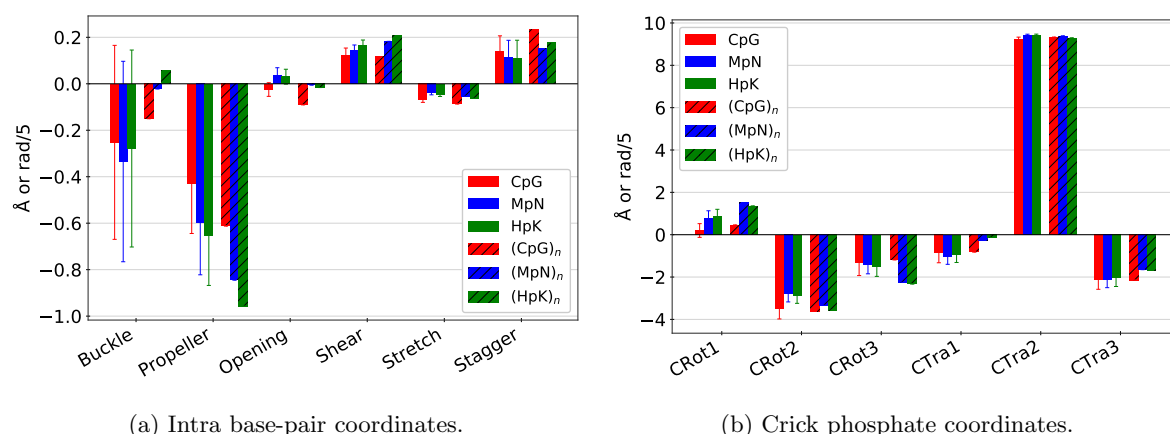 Å or rad/5
0.2
0.0
−0.2
−0.4
−0.6
−0.8
−1.0
CpG
MpN
HpK
(CpG)n
(MpN)n
(HpK)n
Buckle
Propeller
Opening
Shear
Stretch
Stagger
(a) Intra base-pair coordinates.
Å or rad/5
10
8
6
4
2
0
−2
−4
CpG
MpN
HpK
(CpG)n
(MpN)n
(HpK)n
CRot1
CRot2
CRot3
CTra1
CTra2
CTra3
(b) Crick phosphate coordinates.